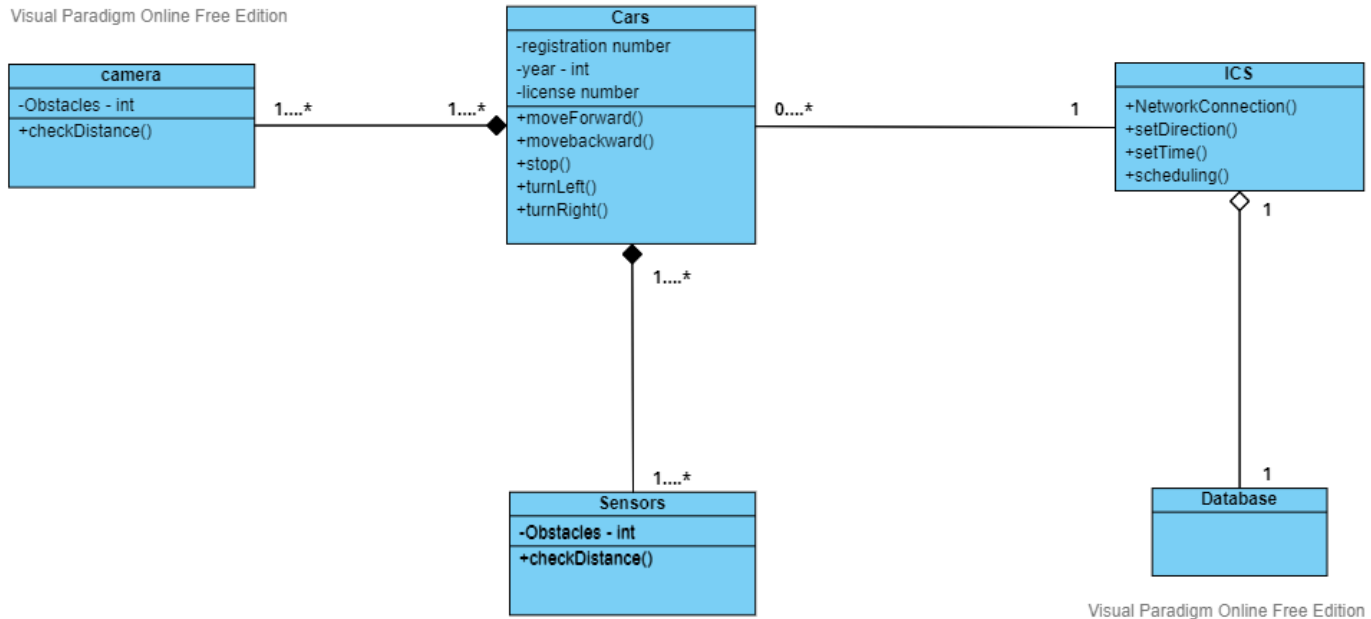 Visual Paradigm Online Free Edition
camera
-Obstacles - int
+checkDistance()
1....*
1....*
Cars
-registration number
-year - int
-license number
+moveForward()
+movebackward()
+stop()
+turnLeft()
+turnRight()
0....*
1
ICS
+NetworkConnection()
+setDirection()
+setTime()
+scheduling()
1....*
1....*
Sensors
-Obstacles - int
+checkDistance()
1
1
Database
Visual Paradigm Online Free Edition